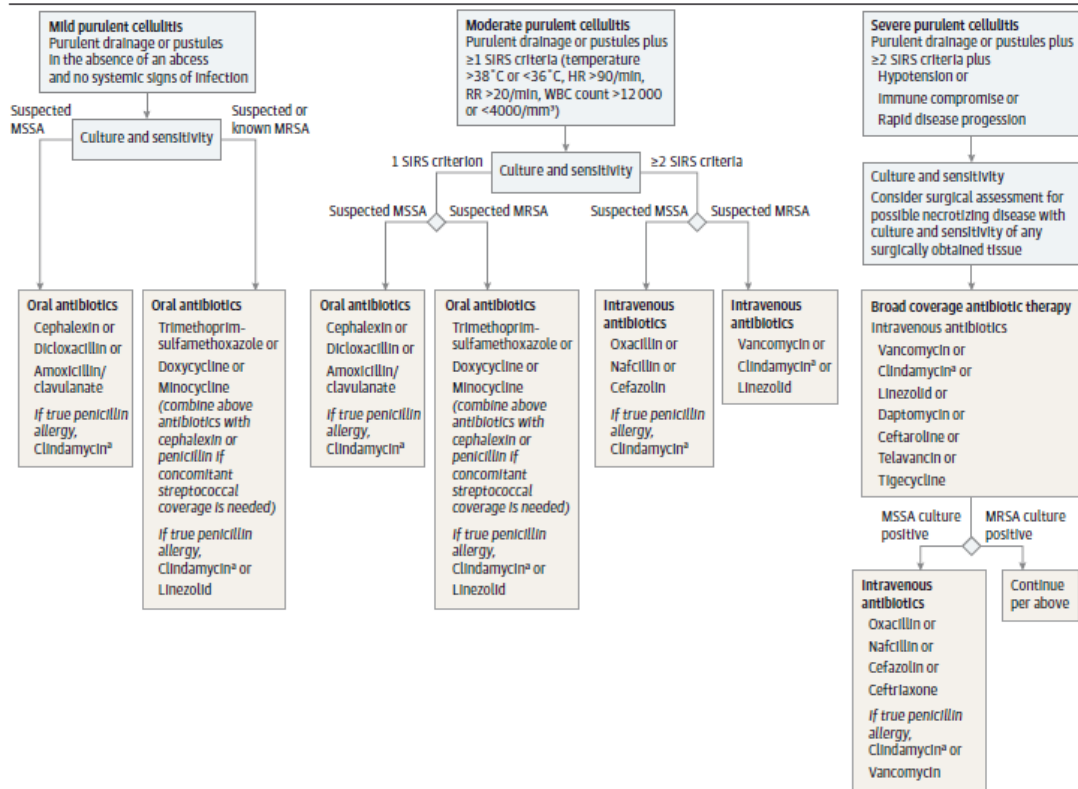 Mild purulent cellulitis
Purulent drainage or pustules
in the absence of an abcess
and no systemic signs of infection
Suspected
MSSA
Suspected or
known MRSA
Culture and sensitivity
Oral antibiotics
Cephalexin or
Dicloxacillin or
Amoxicillin/
clavulanate
If true penicillin
allergy,
Clindamycinª
Oral antibiotics
Trimethoprim-
sulfamethoxazole or
Doxycycline or
Minocycline
(combine above
antibiotics with
cephalexin or
penicillin if
concomitant
streptococcal
coverage is needed)
If true penicillin
allergy,
Clindamycinª or
Linezolid
Moderate purulent cellulitis
Purulent drainage or pustules plus
≥1 SIRS criteria (temperature
>38˚C or <36˚C, HR >90/min,
RR >20/min, WBC count >12 000
or <4000/mm³)
1 SIRS criterion
Culture and sensitivity
≥2 SIRS criteria
Suspected MSSA
Suspected MRSA
Suspected MSSA
Suspected MRSA
Oral antibiotics
Cephalexin or
Dicloxacillin or
Amoxicillin/
clavulanate
If true penicillin
allergy,
Clindamycinª
Oral antibiotics
Trimethoprim-
sulfamethoxazole or
Doxycycline or
Minocycline
(combine above
antibiotics with
cephalexin or
penicillin if
concomitant
streptococcal
coverage is needed)
If true penicillin
allergy,
Clindamycinª or
Linezolid
Intravenous
antibiotics
Oxacillin or
Nafcillin or
Cefazolin
If true penicillin
allergy,
Clindamycinª
Intravenous
antibiotics
Vancomycin or
Clindamycinª or
Linezolid
Severe purulent cellulitis
Purulent drainage or pustules plus
≥2 SIRS criteria plus
Hypotension or
Immune compromise or
Rapid disease progession
Culture and sensitivity
Consider surgical assessment for
possible necrotizing disease with
culture and sensitivity of any
surgically obtained tissue
Broad coverage antibiotic therapy
Intravenous antibiotics
Vancomycin or
Clindamycinª or
Linezolid or
Daptomycin or
Ceftaroline or
Telavancin or
Tigecycline
MSSA culture
positive
MRSA culture
positive
Intravenous
antibiotics
Oxacillin or
Nafcillin or
Cefazolin or
Ceftriaxone
If true penicillin
allergy,
Clindamycinª or
Vancomycin
Continue
per above